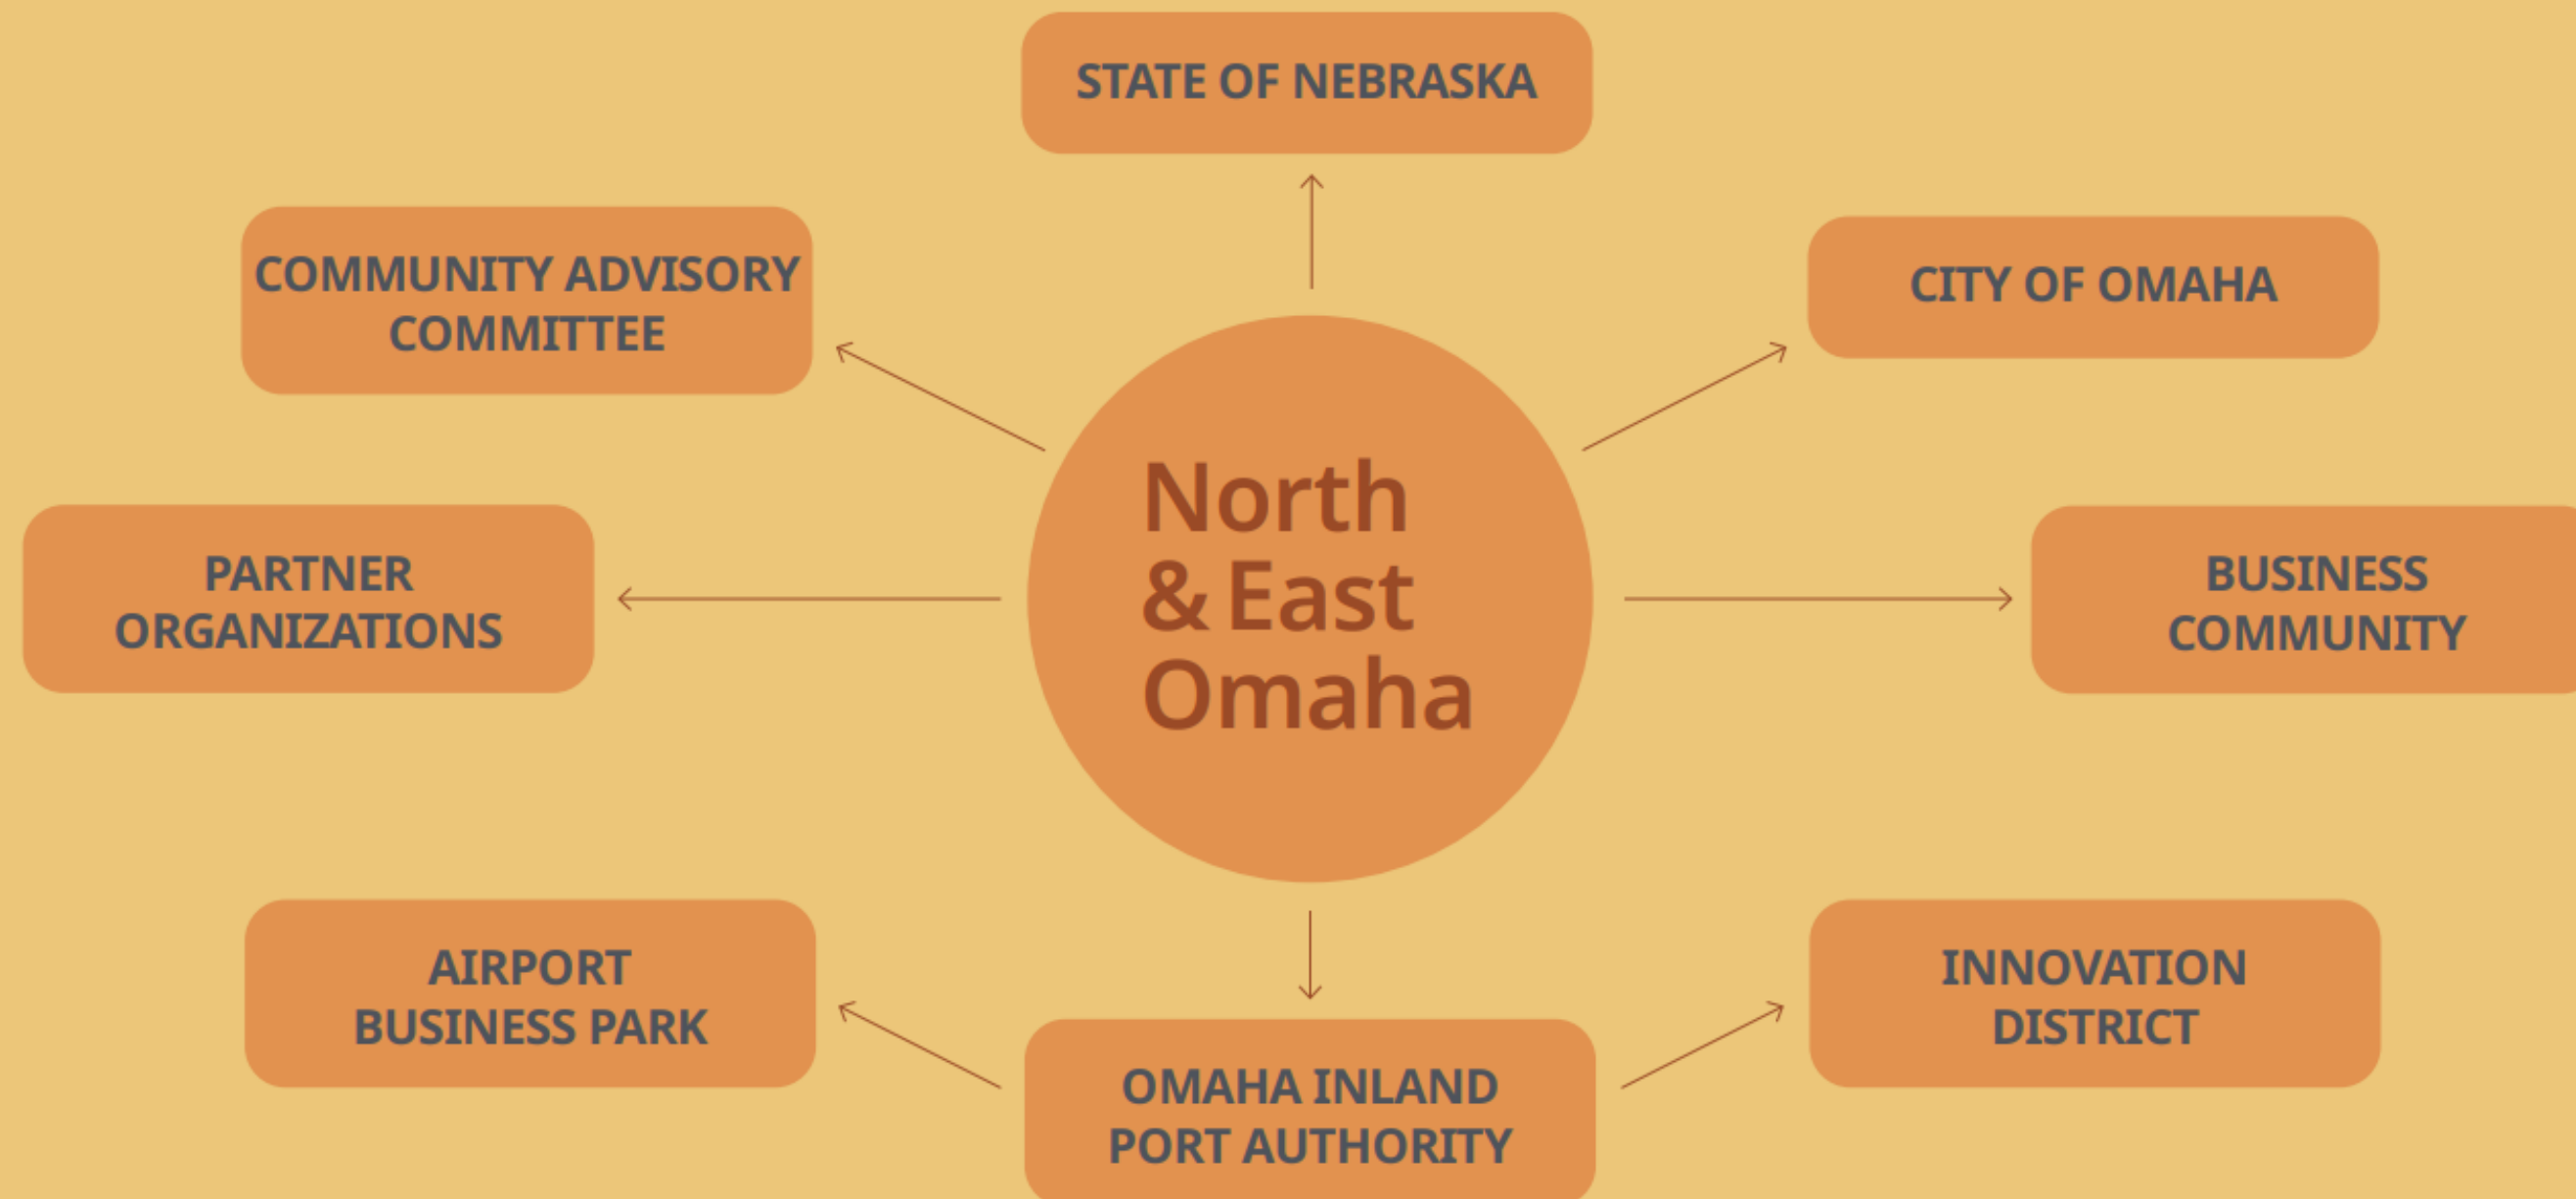 STATE OF NEBRASKA
COMMUNITY ADVISORY
COMMITTEE
CITY OF OMAHA
PARTNER
ORGANIZATIONS
North
& East
Omaha
BUSINESS
COMMUNITY
AIRPORT
BUSINESS PARK
INNOVATION
DISTRICT
OMAHA INLAND
PORT AUTHORITY